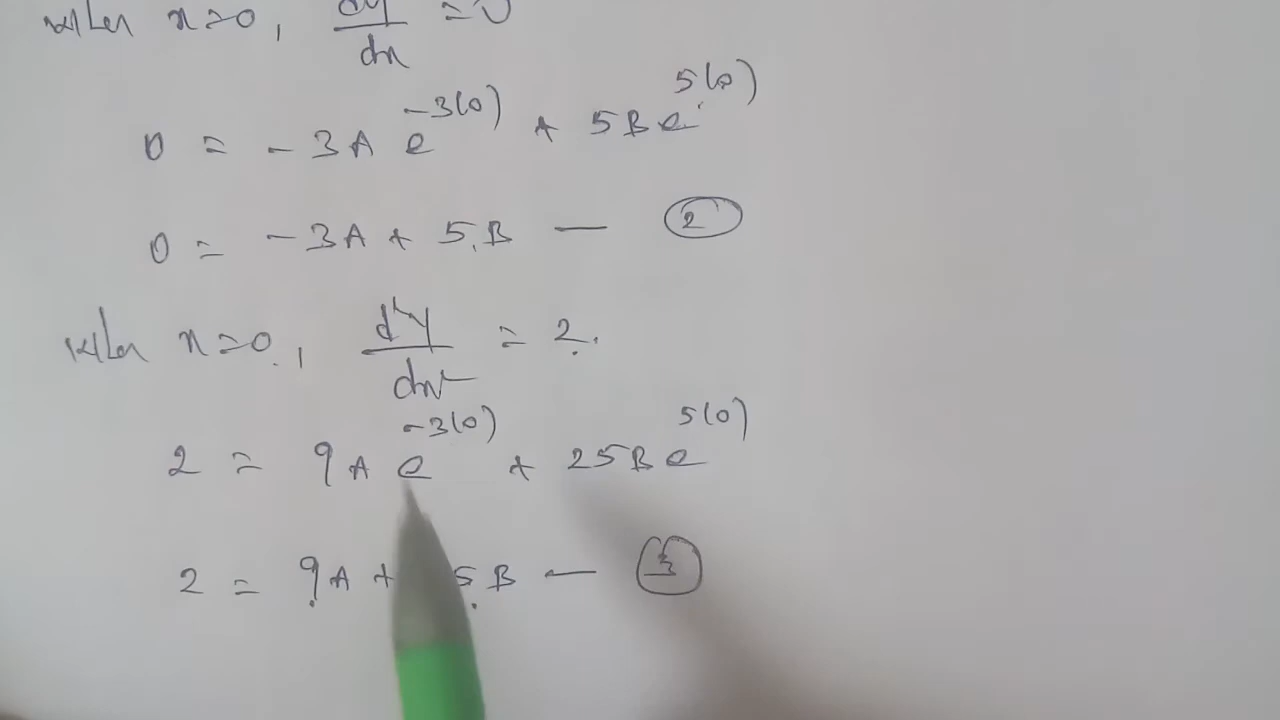 when x=0, dy/dx = 0
0 = -3A e^-3(0) + 5B e^5(0)
0 = -3A + 5B — ②
when x=0, d²y/dx² = 2.
2 = 9A e^-3(0) + 25B e^5(0)
2 = 9A + 5B — ③